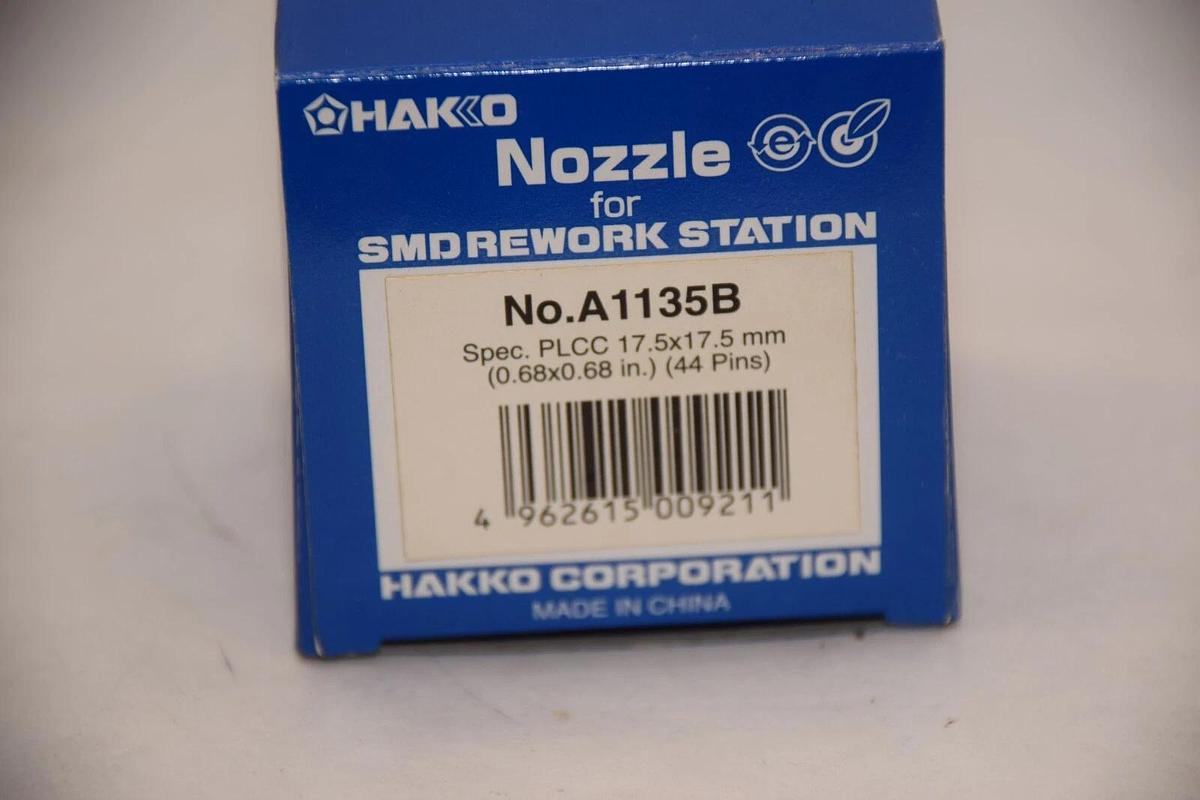 HAKKO
Nozzle
for
SMD REWORK STATION
No.A1135B
Spec. PLCC 17.5x17.5 mm
(0.68x0.68 in.) (44 Pins)
4 962615 009211
HAKKO CORPORATION
MADE IN CHINA